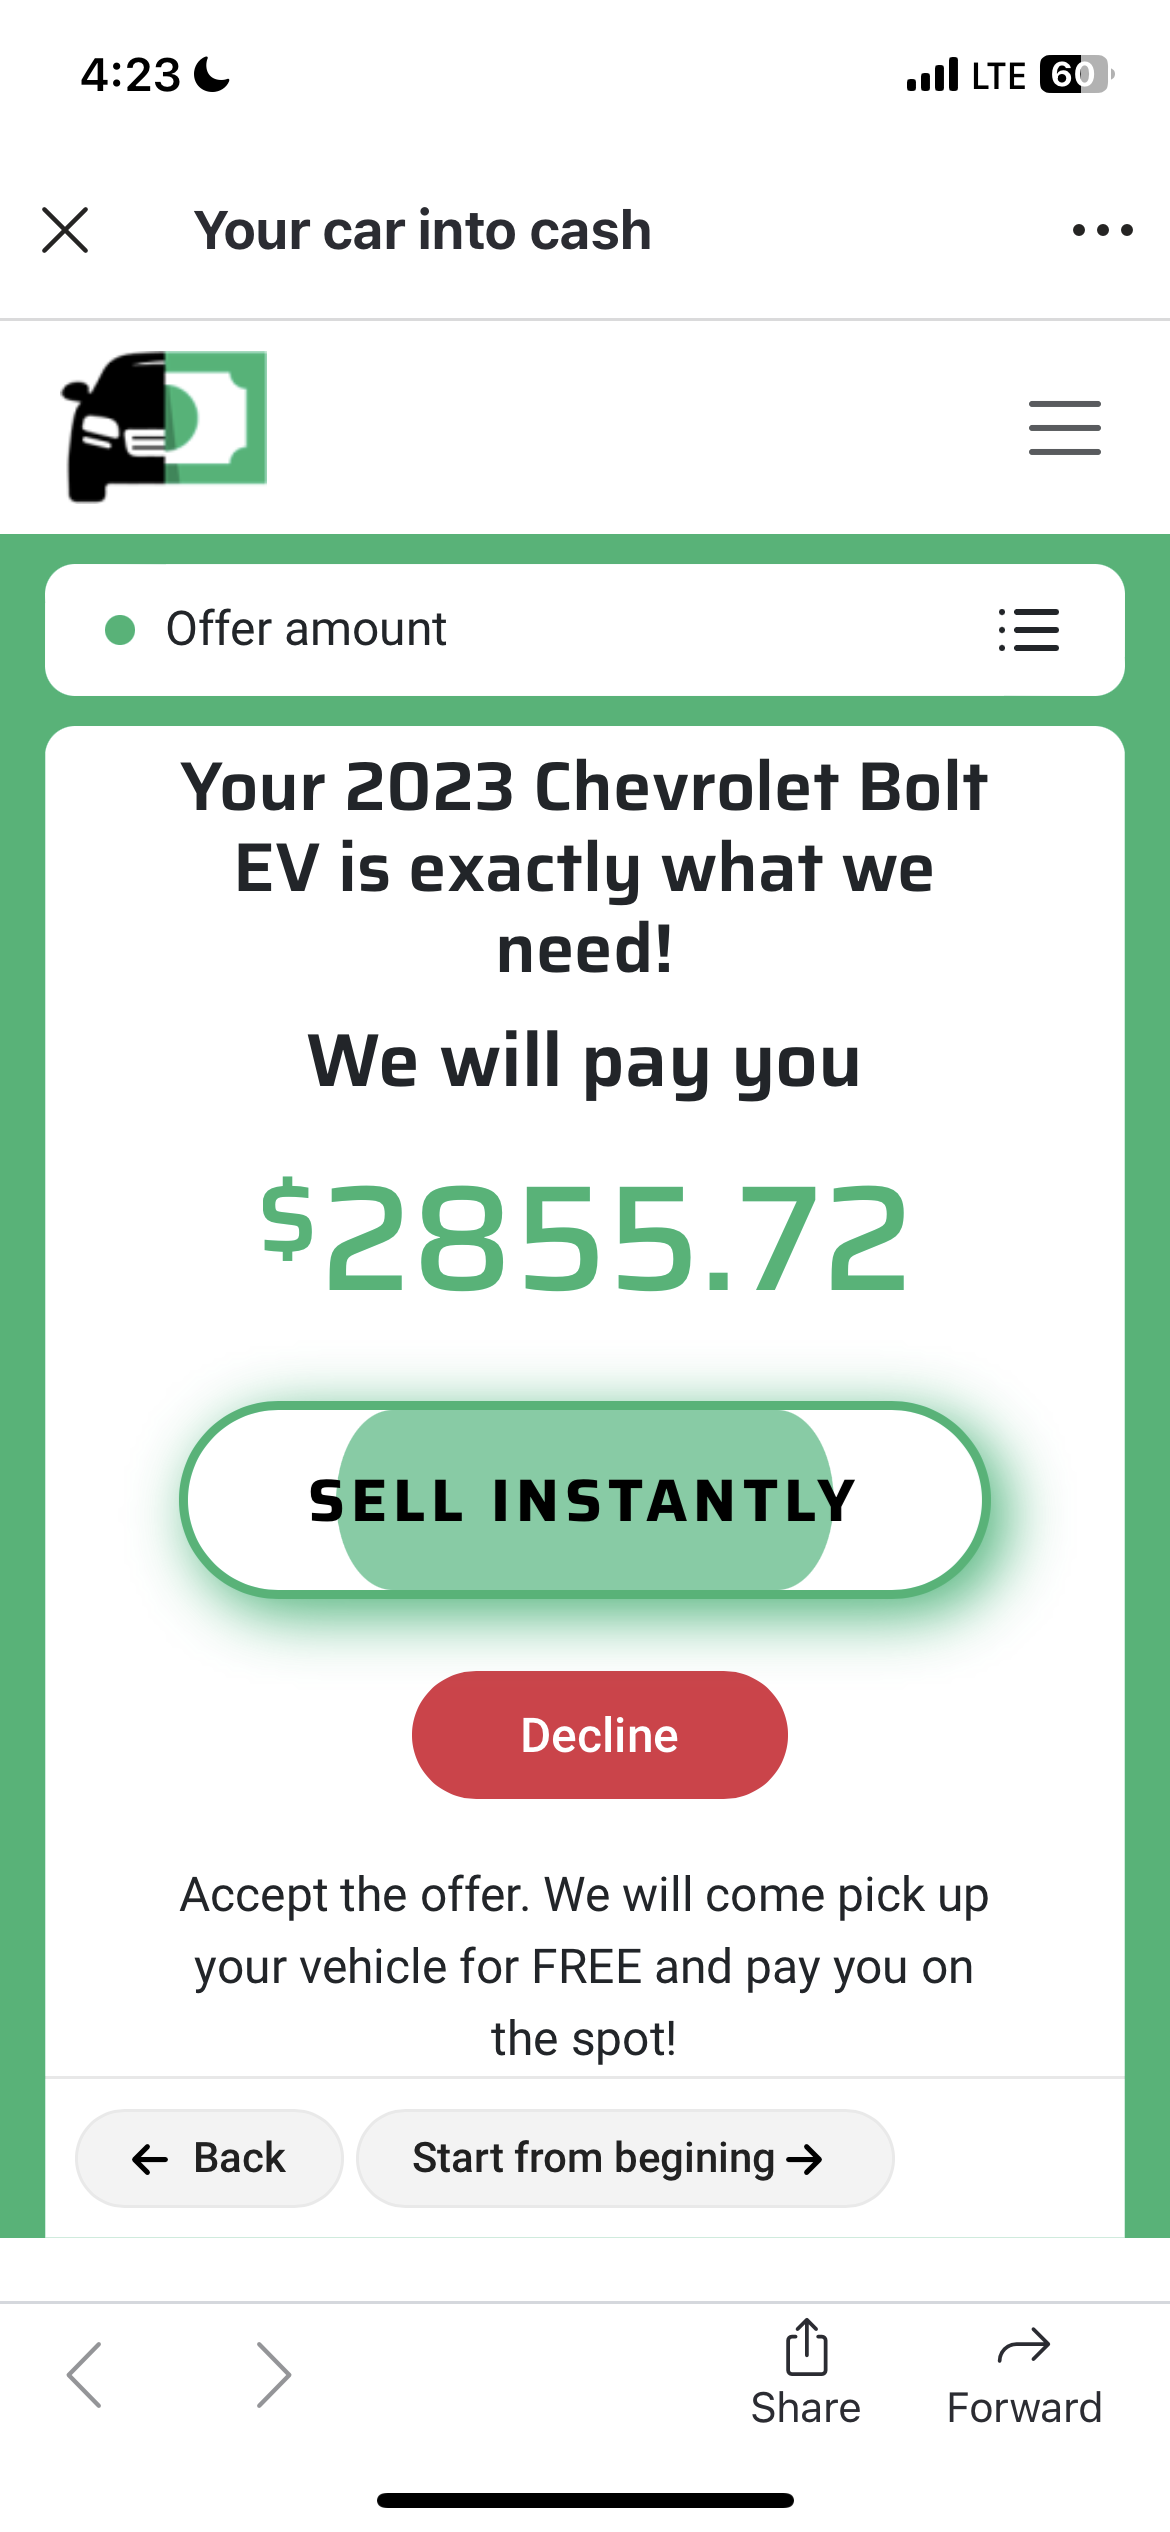 4:23
LTE 60
Your car into cash
Offer amount
Your 2023 Chevrolet Bolt
EV is exactly what we
need!
We will pay you
$2855.72
SELL INSTANTLY
Decline
Accept the offer. We will come pick up
your vehicle for FREE and pay you on
the spot!
← Back
Start from begining →
Share
Forward